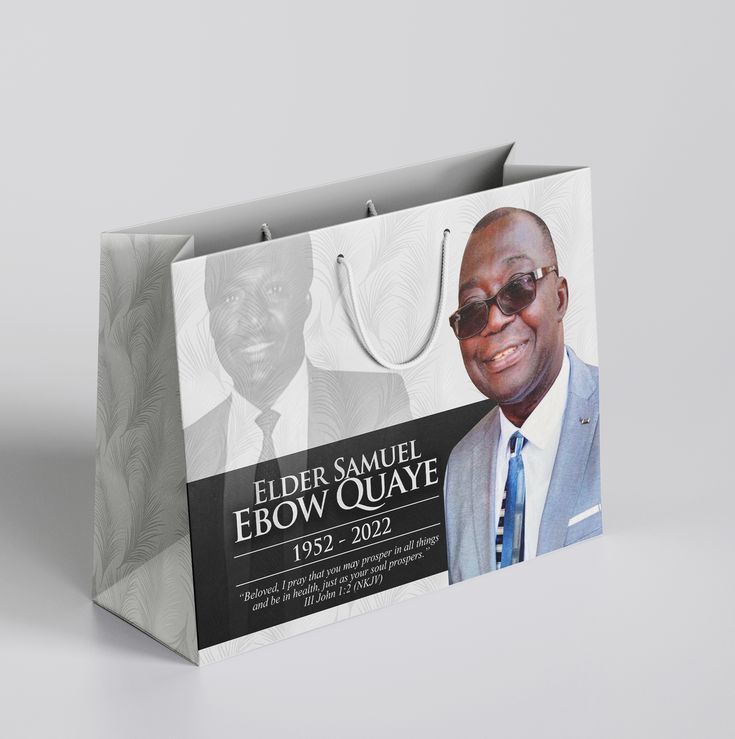 ELDER SAMUEL
EBOW QUAYE
1952 - 2022
“Beloved, I pray that you may prosper in all things
and be in health, just as your soul prospers.”
III John 1:2 (NKJV)